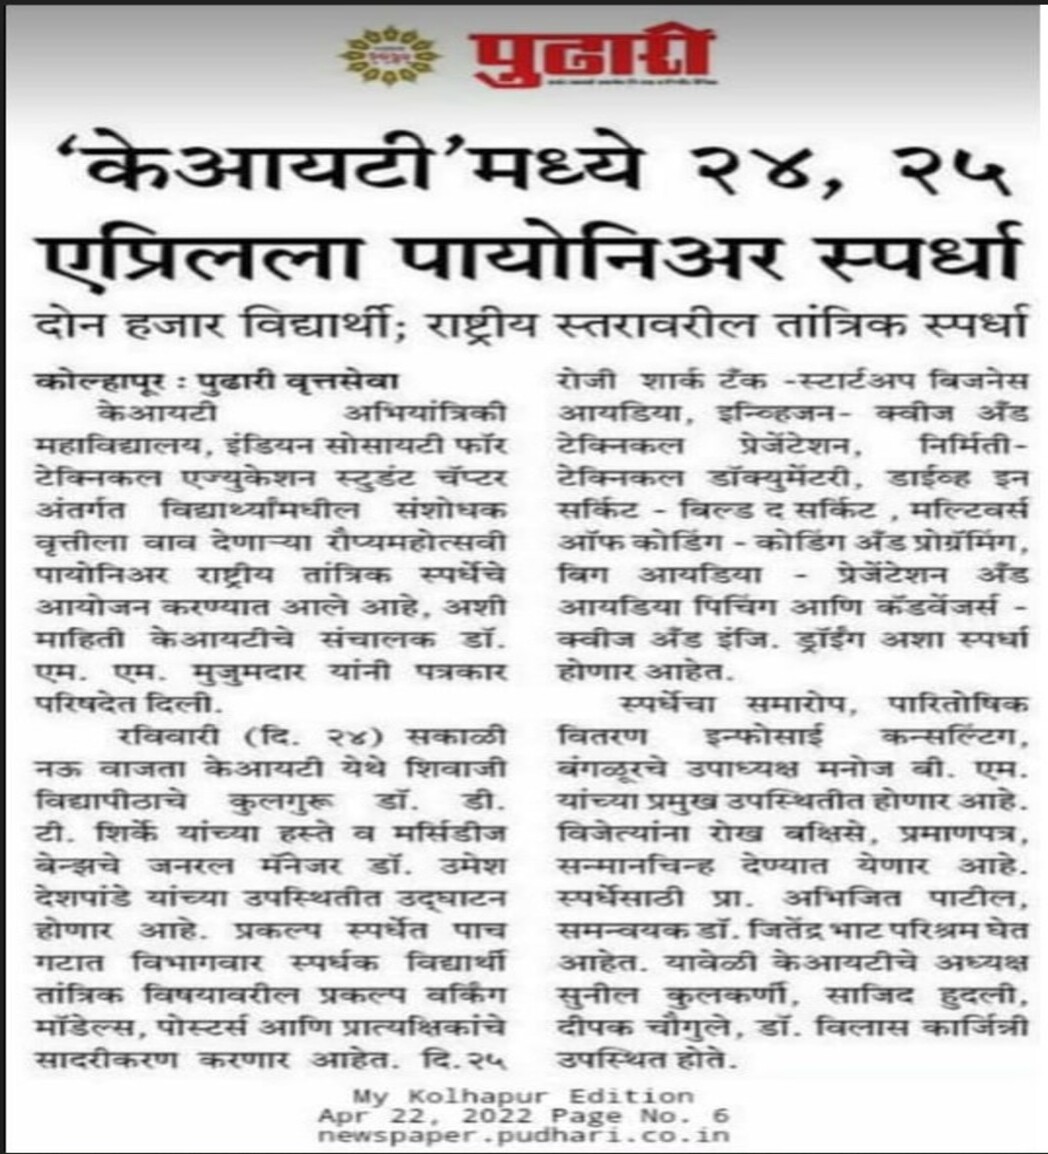 पुढारी
‘केआयटी’मध्ये २४, २५
एप्रिलला पायोनिअर स्पर्धा
दोन हजार विद्यार्थी; राष्ट्रीय स्तरावरील तांत्रिक स्पर्धा
कोल्हापूर : पुढारी वृत्तसेवा
केआयटी अभियांत्रिकी
महाविद्यालय, इंडियन सोसायटी फॉर
टेक्निकल एज्युकेशन स्टुडंट चॅप्टर
अंतर्गत विद्यार्थ्यांमधील संशोधक
वृत्तीला वाव देणाऱ्या रौप्यमहोत्सवी
पायोनिअर राष्ट्रीय तांत्रिक स्पर्धेचे
आयोजन करण्यात आले आहे, अशी
माहिती केआयटीचे संचालक डॉ.
एम. एम. मुजुमदार यांनी पत्रकार
परिषदेत दिली.
रविवारी (दि. २४) सकाळी
नऊ वाजता केआयटी येथे शिवाजी
विद्यापीठाचे कुलगुरू डॉ. डी.
टी. शिर्के यांच्या हस्ते व मर्सिडीज
बेन्झचे जनरल मॅनेजर डॉ. उमेश
देशपांडे यांच्या उपस्थितीत उद्‌घाटन
होणार आहे. प्रकल्प स्पर्धेत पाच
गटात विभागवार स्पर्धक विद्यार्थी
तांत्रिक विषयावरील प्रकल्प वर्किंग
मॉडेल्स, पोस्टर्स आणि प्रात्यक्षिकांचे
सादरीकरण करणार आहेत. दि.२५
रोजी शार्क टँक -स्टार्टअप बिजनेस
आयडिया, इन्व्हिजन- क्वीज अँड
टेक्निकल प्रेजेंटेशन, निर्मिती-
टेक्निकल डॉक्युमेंटरी, डाईव्ह इन
सर्किट - बिल्ड द सर्किट , मल्टिवर्स
ऑफ कोडिंग - कोडिंग अँड प्रोग्रॅमिंग,
बिग आयडिया - प्रेजेंटेशन अँड
आयडिया पिचिंग आणि कॅडवेंजर्स -
क्वीज अँड इंजि. ड्रॉईंग अशा स्पर्धा
होणार आहेत.
स्पर्धेचा समारोप, पारितोषिक
वितरण इन्फोसाई कन्सल्टिंग,
बंगळूरचे उपाध्यक्ष मनोज बी. एम.
यांच्या प्रमुख उपस्थितीत होणार आहे.
विजेत्यांना रोख बक्षिसे, प्रमाणपत्र,
सन्मानचिन्ह देण्यात येणार आहे.
स्पर्धेसाठी प्रा. अभिजित पाटील,
समन्वयक डॉ. जितेंद्र भाट परिश्रम घेत
आहेत. यावेळी केआयटीचे अध्यक्ष
सुनील कुलकर्णी, साजिद हुदली,
दीपक चौगुले, डॉ. विलास कार्जिन्नी
उपस्थित होते.
My Kolhapur Edition
Apr 22, 2022 Page No. 6
newspaper.pudhari.co.in